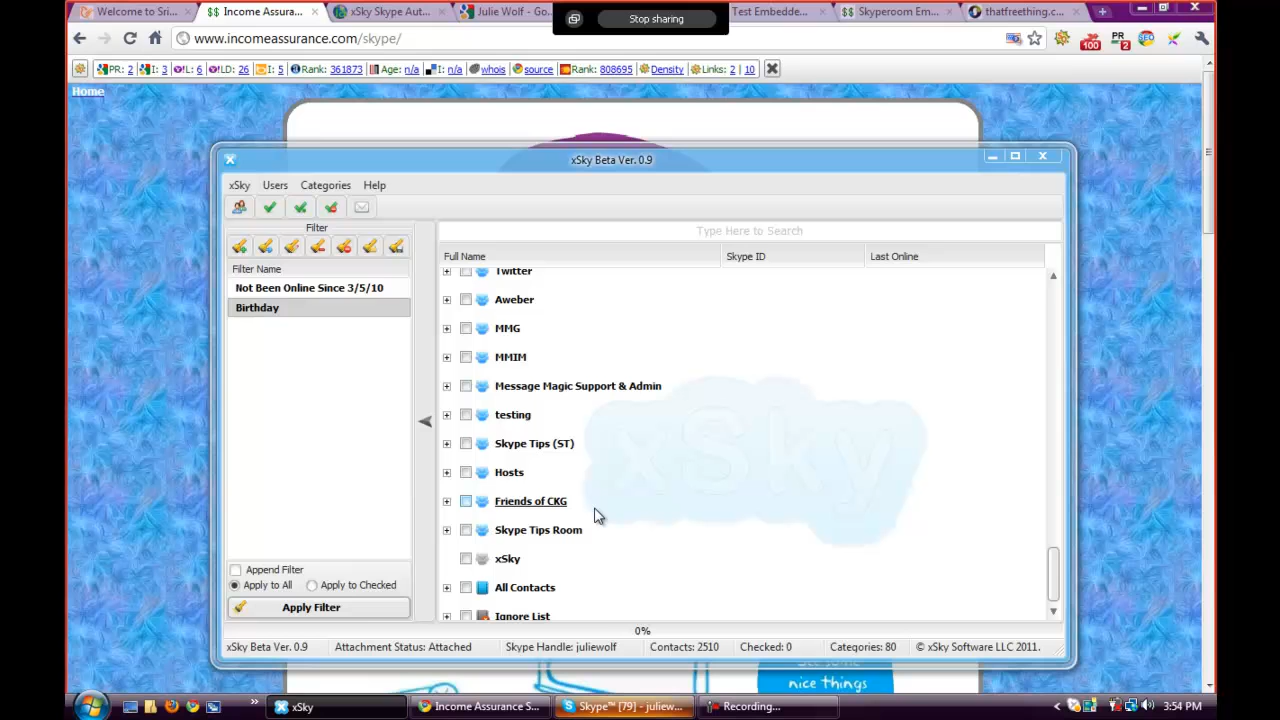 Welcome to Sri...
$$ Income Assura...
xSky Skype Aut...
Julie Wolf - Go...
Stop sharing
Test Embedde...
$$ Skyperoom Em...
thatfreething.c...
www.incomeassurance.com/skype/
100
PR 2
SEO
PR: 2 I: 3 L: 6 LD: 26 I: 5 Rank: 361873 Age: n/a I: n/a whois source Rank: 808695 Density Links: 2 | 10
Home
xSky Beta Ver. 0.9
xSky Users Categories Help
Filter
Type Here to Search
Full Name Skype ID Last Online
Filter Name
Not Been Online Since 3/5/10
Birthday
Twitter
Aweber
MMG
MMIM
Message Magic Support & Admin
testing
Skype Tips (ST)
Hosts
Friends of CKG
Skype Tips Room
xSky
All Contacts
Ignore List
xSky
Append Filter
Apply to All Apply to Checked
Apply Filter
0%
xSky Beta Ver. 0.9 Attachment Status: Attached Skype Handle: juliewolf Contacts: 2510 Checked: 0 Categories: 80 © xSky Software LLC 2011.
See some
nice things
xSky
Income Assurance S...
Skype™ [79] - juliew...
Recording...
3:54 PM